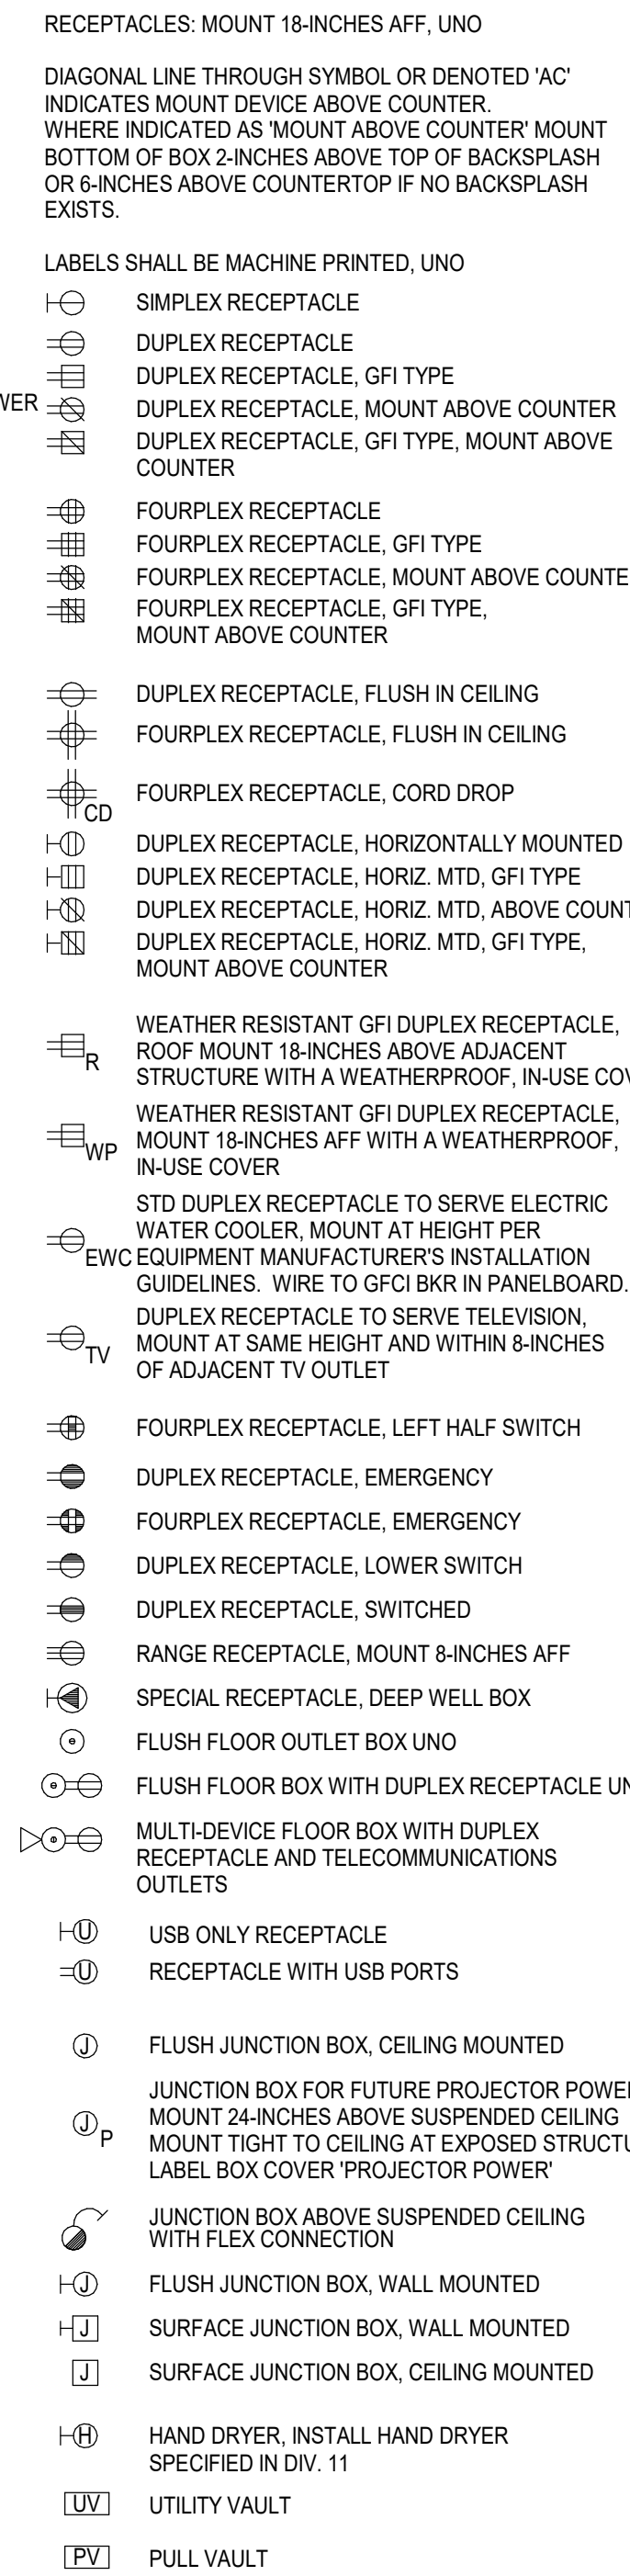 RECEPTACLES: MOUNT 18-INCHES AFF, UNO
DIAGONAL LINE THROUGH SYMBOL OR DENOTED 'AC'
INDICATES MOUNT DEVICE ABOVE COUNTER.
WHERE INDICATED AS 'MOUNT ABOVE COUNTER' MOUNT
BOTTOM OF BOX 2-INCHES ABOVE TOP OF BACKSPLASH
OR 6-INCHES ABOVE COUNTERTOP IF NO BACKSPLASH
EXISTS.
LABELS SHALL BE MACHINE PRINTED, UNO
SIMPLEX RECEPTACLE
DUPLEX RECEPTACLE
DUPLEX RECEPTACLE, GFI TYPE
WER DUPLEX RECEPTACLE, MOUNT ABOVE COUNTER
DUPLEX RECEPTACLE, GFI TYPE, MOUNT ABOVE
COUNTER
FOURPLEX RECEPTACLE
FOURPLEX RECEPTACLE, GFI TYPE
FOURPLEX RECEPTACLE, MOUNT ABOVE COUNTE
FOURPLEX RECEPTACLE, GFI TYPE,
MOUNT ABOVE COUNTER
DUPLEX RECEPTACLE, FLUSH IN CEILING
FOURPLEX RECEPTACLE, FLUSH IN CEILING
CD FOURPLEX RECEPTACLE, CORD DROP
DUPLEX RECEPTACLE, HORIZONTALLY MOUNTED
DUPLEX RECEPTACLE, HORIZ. MTD, GFI TYPE
DUPLEX RECEPTACLE, HORIZ. MTD, ABOVE COUNT
DUPLEX RECEPTACLE, HORIZ. MTD, GFI TYPE,
MOUNT ABOVE COUNTER
WEATHER RESISTANT GFI DUPLEX RECEPTACLE,
R ROOF MOUNT 18-INCHES ABOVE ADJACENT
STRUCTURE WITH A WEATHERPROOF, IN-USE COV
WEATHER RESISTANT GFI DUPLEX RECEPTACLE,
WP MOUNT 18-INCHES AFF WITH A WEATHERPROOF,
IN-USE COVER
STD DUPLEX RECEPTACLE TO SERVE ELECTRIC
WATER COOLER, MOUNT AT HEIGHT PER
EWC EQUIPMENT MANUFACTURER'S INSTALLATION
GUIDELINES. WIRE TO GFCI BKR IN PANELBOARD.
DUPLEX RECEPTACLE TO SERVE TELEVISION,
TV MOUNT AT SAME HEIGHT AND WITHIN 8-INCHES
OF ADJACENT TV OUTLET
FOURPLEX RECEPTACLE, LEFT HALF SWITCH
DUPLEX RECEPTACLE, EMERGENCY
FOURPLEX RECEPTACLE, EMERGENCY
DUPLEX RECEPTACLE, LOWER SWITCH
DUPLEX RECEPTACLE, SWITCHED
RANGE RECEPTACLE, MOUNT 8-INCHES AFF
SPECIAL RECEPTACLE, DEEP WELL BOX
FLUSH FLOOR OUTLET BOX UNO
FLUSH FLOOR BOX WITH DUPLEX RECEPTACLE UN
MULTI-DEVICE FLOOR BOX WITH DUPLEX
RECEPTACLE AND TELECOMMUNICATIONS
OUTLETS
U USB ONLY RECEPTACLE
U RECEPTACLE WITH USB PORTS
J FLUSH JUNCTION BOX, CEILING MOUNTED
JUNCTION BOX FOR FUTURE PROJECTOR POWER
J P MOUNT 24-INCHES ABOVE SUSPENDED CEILING
MOUNT TIGHT TO CEILING AT EXPOSED STRUCTU
LABEL BOX COVER 'PROJECTOR POWER'
JUNCTION BOX ABOVE SUSPENDED CEILING
WITH FLEX CONNECTION
J FLUSH JUNCTION BOX, WALL MOUNTED
J SURFACE JUNCTION BOX, WALL MOUNTED
J SURFACE JUNCTION BOX, CEILING MOUNTED
H HAND DRYER, INSTALL HAND DRYER
SPECIFIED IN DIV. 11
UV UTILITY VAULT
PV PULL VAULT